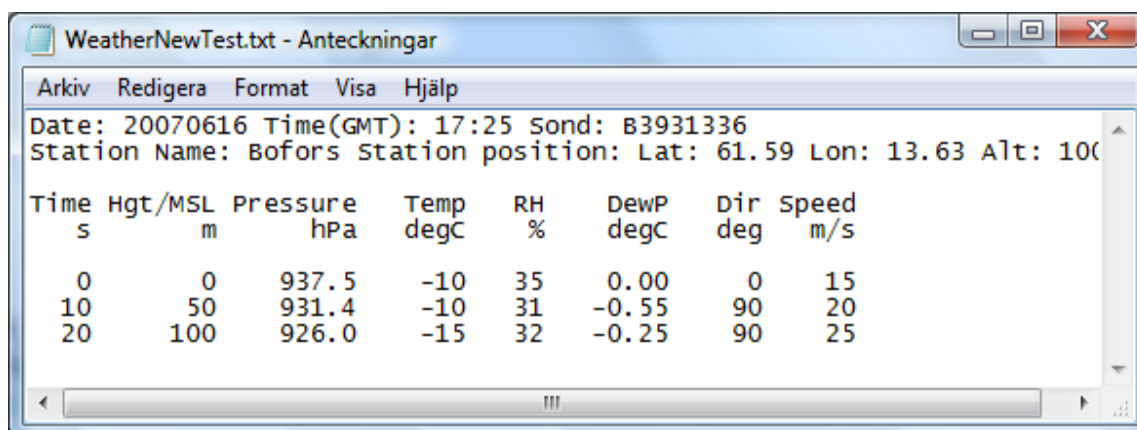 WeatherNewTest.txt - Anteckningar
Arkiv Redigera Format Visa Hjälp
Date: 20070616 Time(GMT): 17:25 Sond: B3931336
Station Name: Bofors Station position: Lat: 61.59 Lon: 13.63 Alt:
Time Hgt/MSL Pressure Temp RH DewP Dir Speed
s m hPa degC % degC deg m/s
0 0 937.5 -10 35 0.00 0 15
10 50 931.4 -10 31 -0.55 90 20
20 100 926.0 -15 32 -0.25 90 25